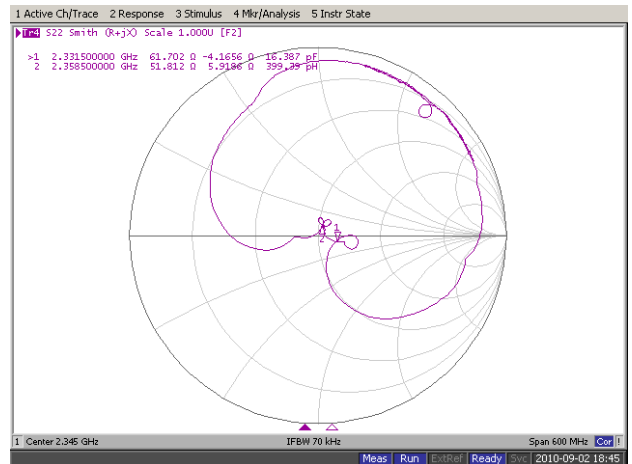 1 Active Ch/Trace 2 Response 3 Stimulus 4 Mkr/Analysis 5 Instr State
Tr4 S22 Smith (R+jX) Scale 1.000U [F2]
>1 2.331500000 GHz 61.702 Ω -4.1656 Ω 16.387 pF
2 2.358500000 GHz 51.812 Ω 5.9186 Ω 399.39 pH
1
2
1 Center 2.345 GHz IFBW 70 kHz Span 600 MHz Cor !
Meas Run ExtRef Ready Svc 2010-09-02 18:45